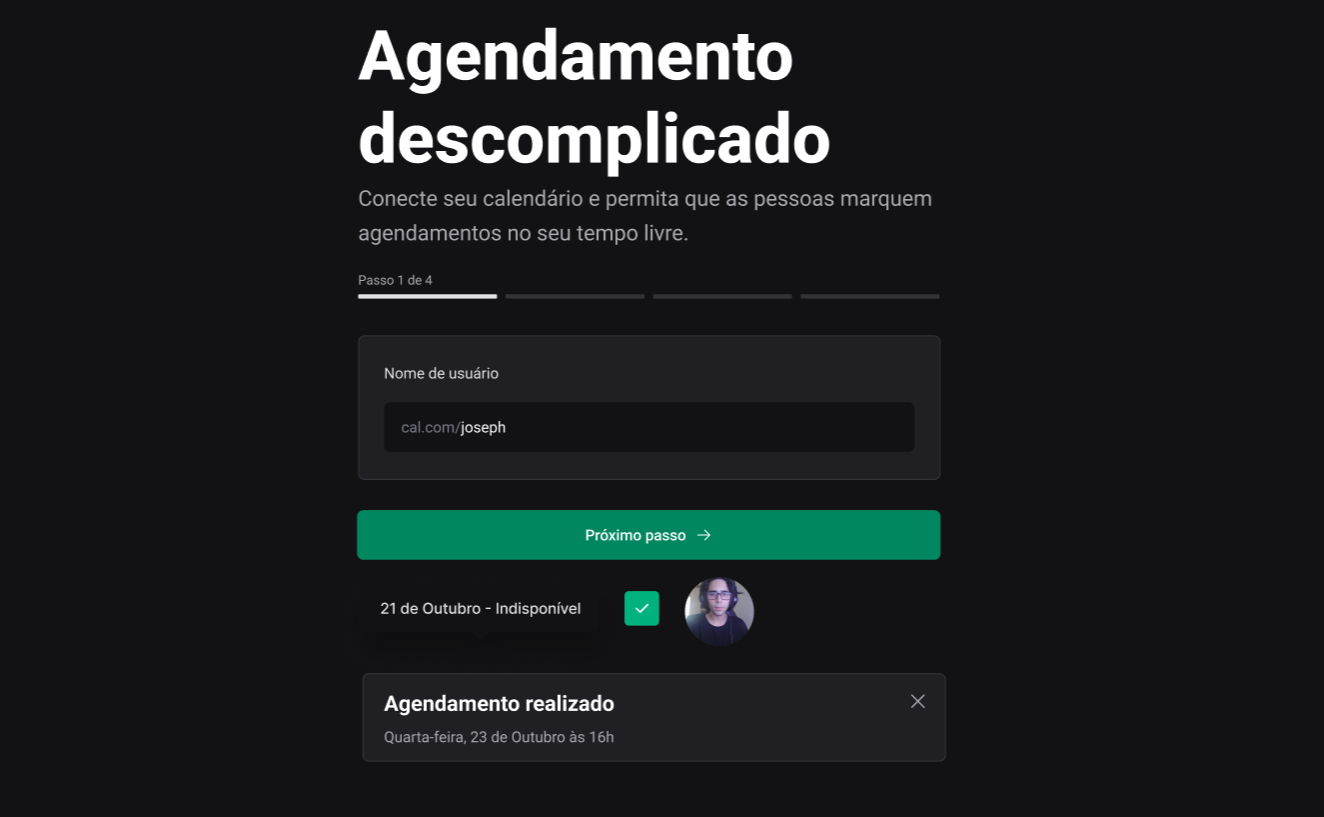 Agendamento
descomplicado
Conecte seu calendário e permita que as pessoas marquem
agendamentos no seu tempo livre.
Passo 1 de 4
Nome de usuário
cal.com/joseph
Próximo passo →
21 de Outubro - Indisponível
Agendamento realizado
Quarta-feira, 23 de Outubro às 16h